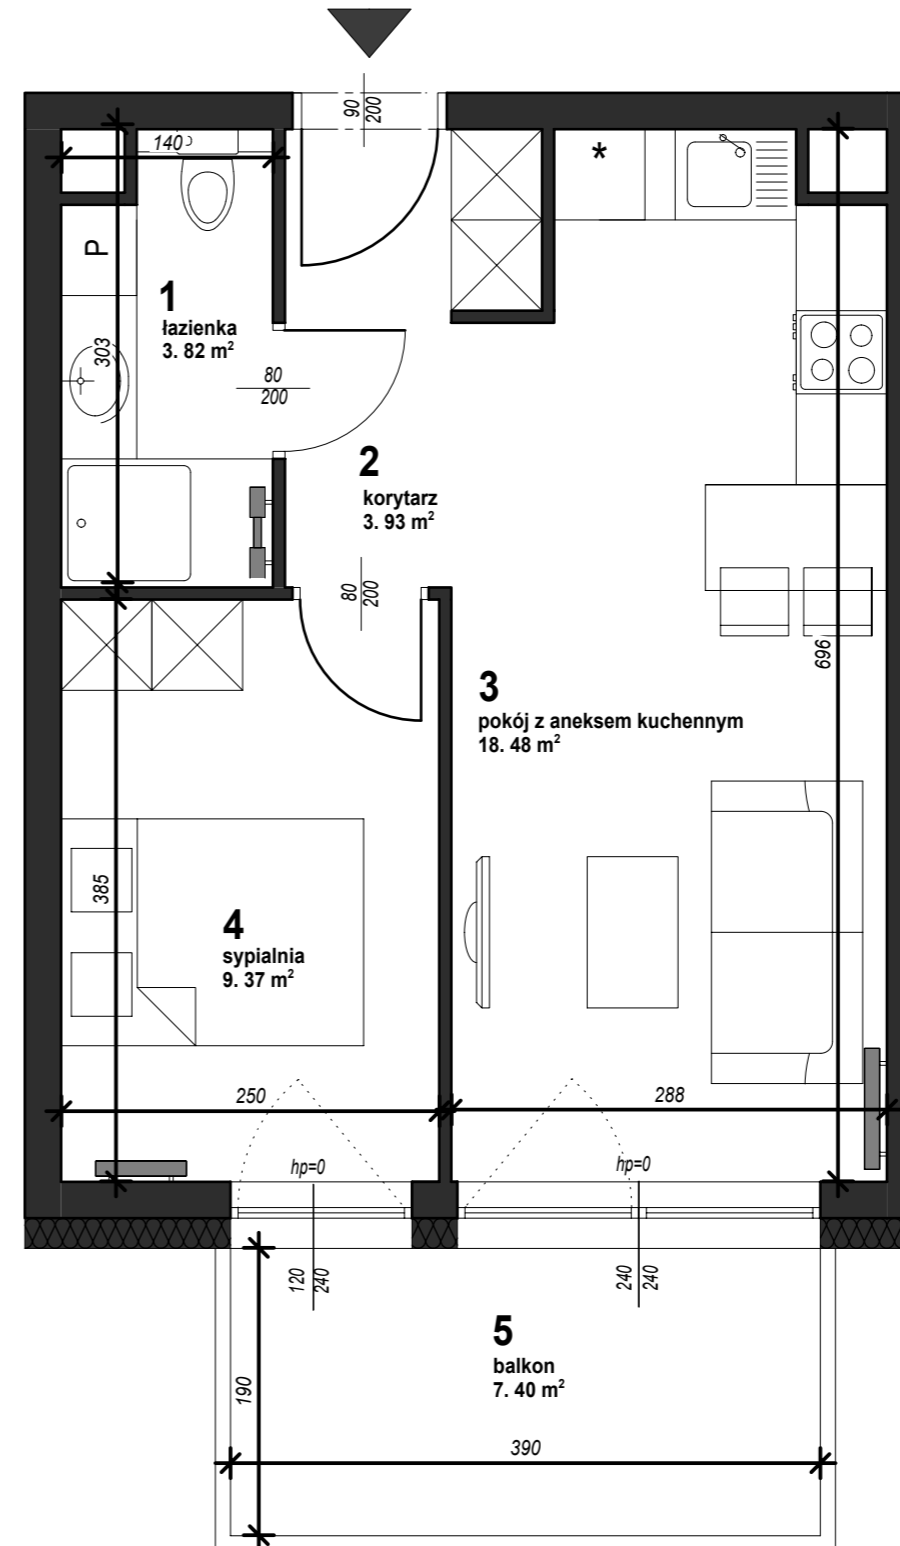 90
200
140
*
P
1
łazienka
3. 82 m²
303
80
200
2
korytarz
3. 93 m²
80
200
696
3
pokój z aneksem kuchennym
18. 48 m²
385
4
sypialnia
9. 37 m²
250
288
hp=0
hp=0
120
240
240
240
5
balkon
7. 40 m²
190
390